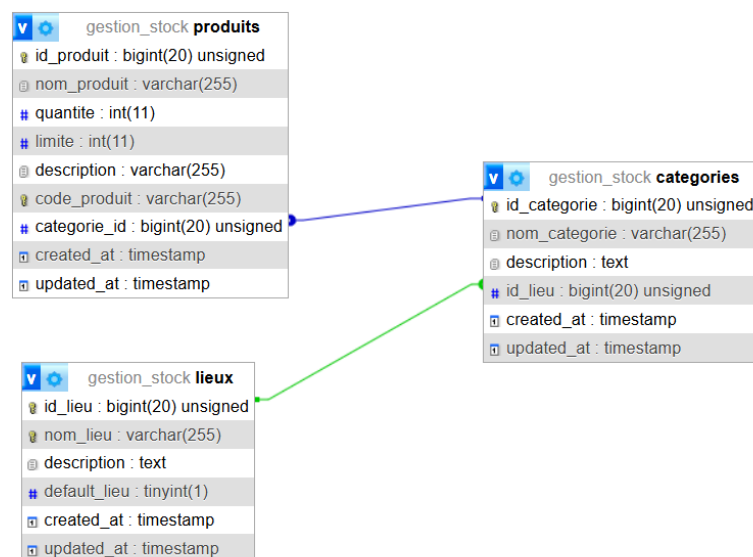 gestion_stock produits
id_produit : bigint(20) unsigned
nom_produit : varchar(255)
# quantite : int(11)
# limite : int(11)
description : varchar(255)
code_produit : varchar(255)
# categorie_id : bigint(20) unsigned
created_at : timestamp
updated_at : timestamp
gestion_stock categories
id_categorie : bigint(20) unsigned
nom_categorie : varchar(255)
description : text
# id_lieu : bigint(20) unsigned
created_at : timestamp
updated_at : timestamp
gestion_stock lieux
id_lieu : bigint(20) unsigned
nom_lieu : varchar(255)
description : text
# default_lieu : tinyint(1)
created_at : timestamp
updated_at : timestamp